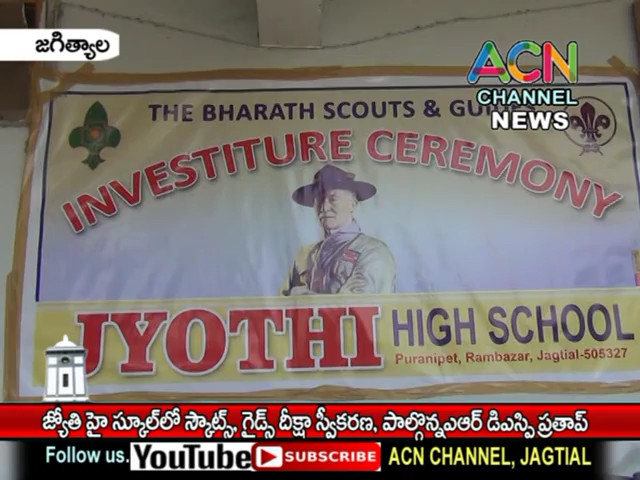 జగిత్యాల
ACN
CHANNEL
NEWS
THE BHARATH SCOUTS & GUIDES
INVESTITURE CEREMONY
JYOTHI
HIGH SCHOOL
Puranipet, Rambazar, Jagtial-505327
జ్యోతి హై స్కూల్‌లో స్కౌట్స్, గైడ్స్ దీక్షా స్వీకరణ, పాల్గొన్నఎఆర్ డిఎస్పి ప్రతాప్
Follow us. YouTube SUBSCRIBE ACN CHANNEL, JAGTIAL